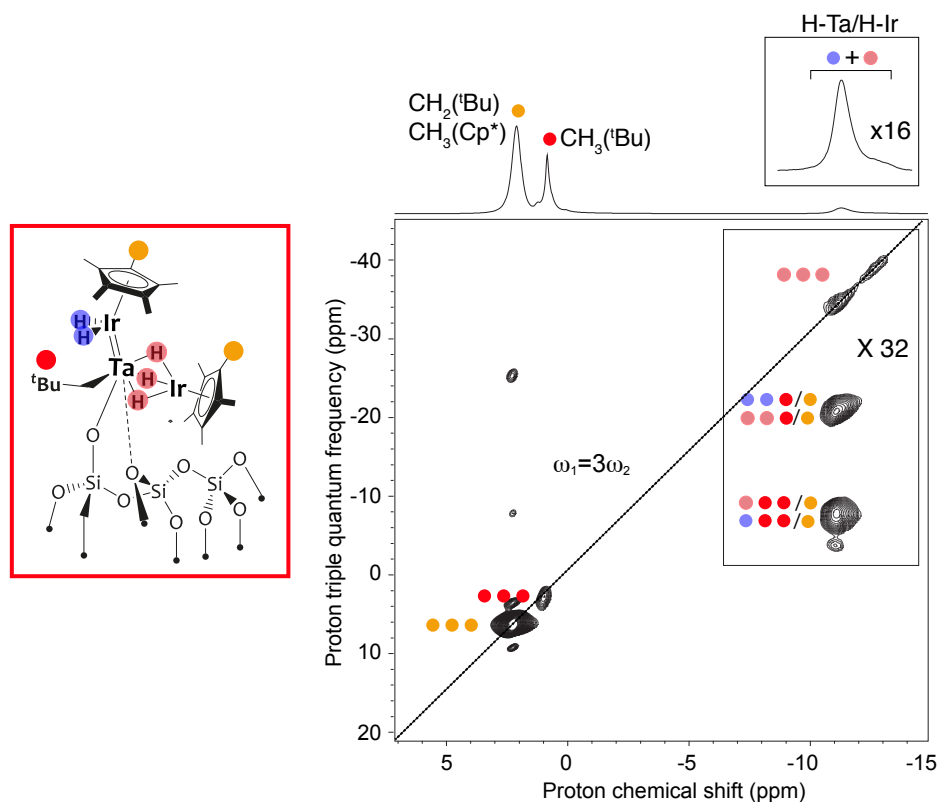 H-Ta/H-Ir
+
x16
CH₂(ᵗBu)
CH₃(Cp*)
CH₃(ᵗBu)
-40
-30
-20
-10
0
10
20
Proton triple quantum frequency (ppm)
X 32
/
/
/
/
ω₁=3ω₂
5
0
-5
-10
-15
Proton chemical shift (ppm)
H
H
Ir
Ta
H
H
H
Ir
ᵗBu
O
O
O
Si
O
Si
O
Si
O
O
O
O